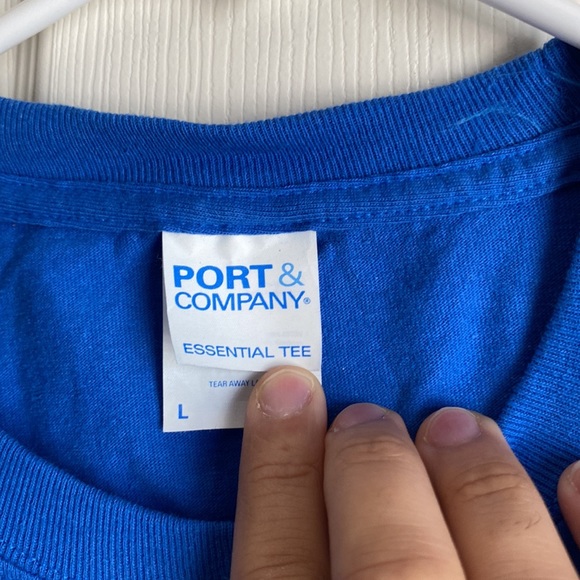 PORT &
COMPANY®
ESSENTIAL TEE
TEAR AWAY
L